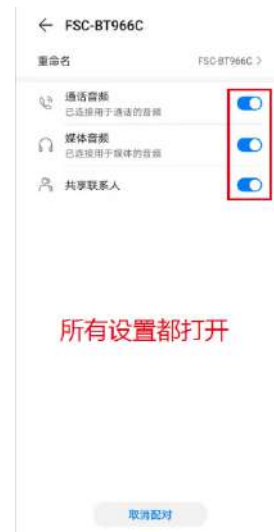 ← FSC-BT966C
重命名 FSC-BT966C >
通话音频
已连接用于通话的音频
媒体音频
已连接用于媒体的音频
共享联系人
所有设置都打开
取消配对